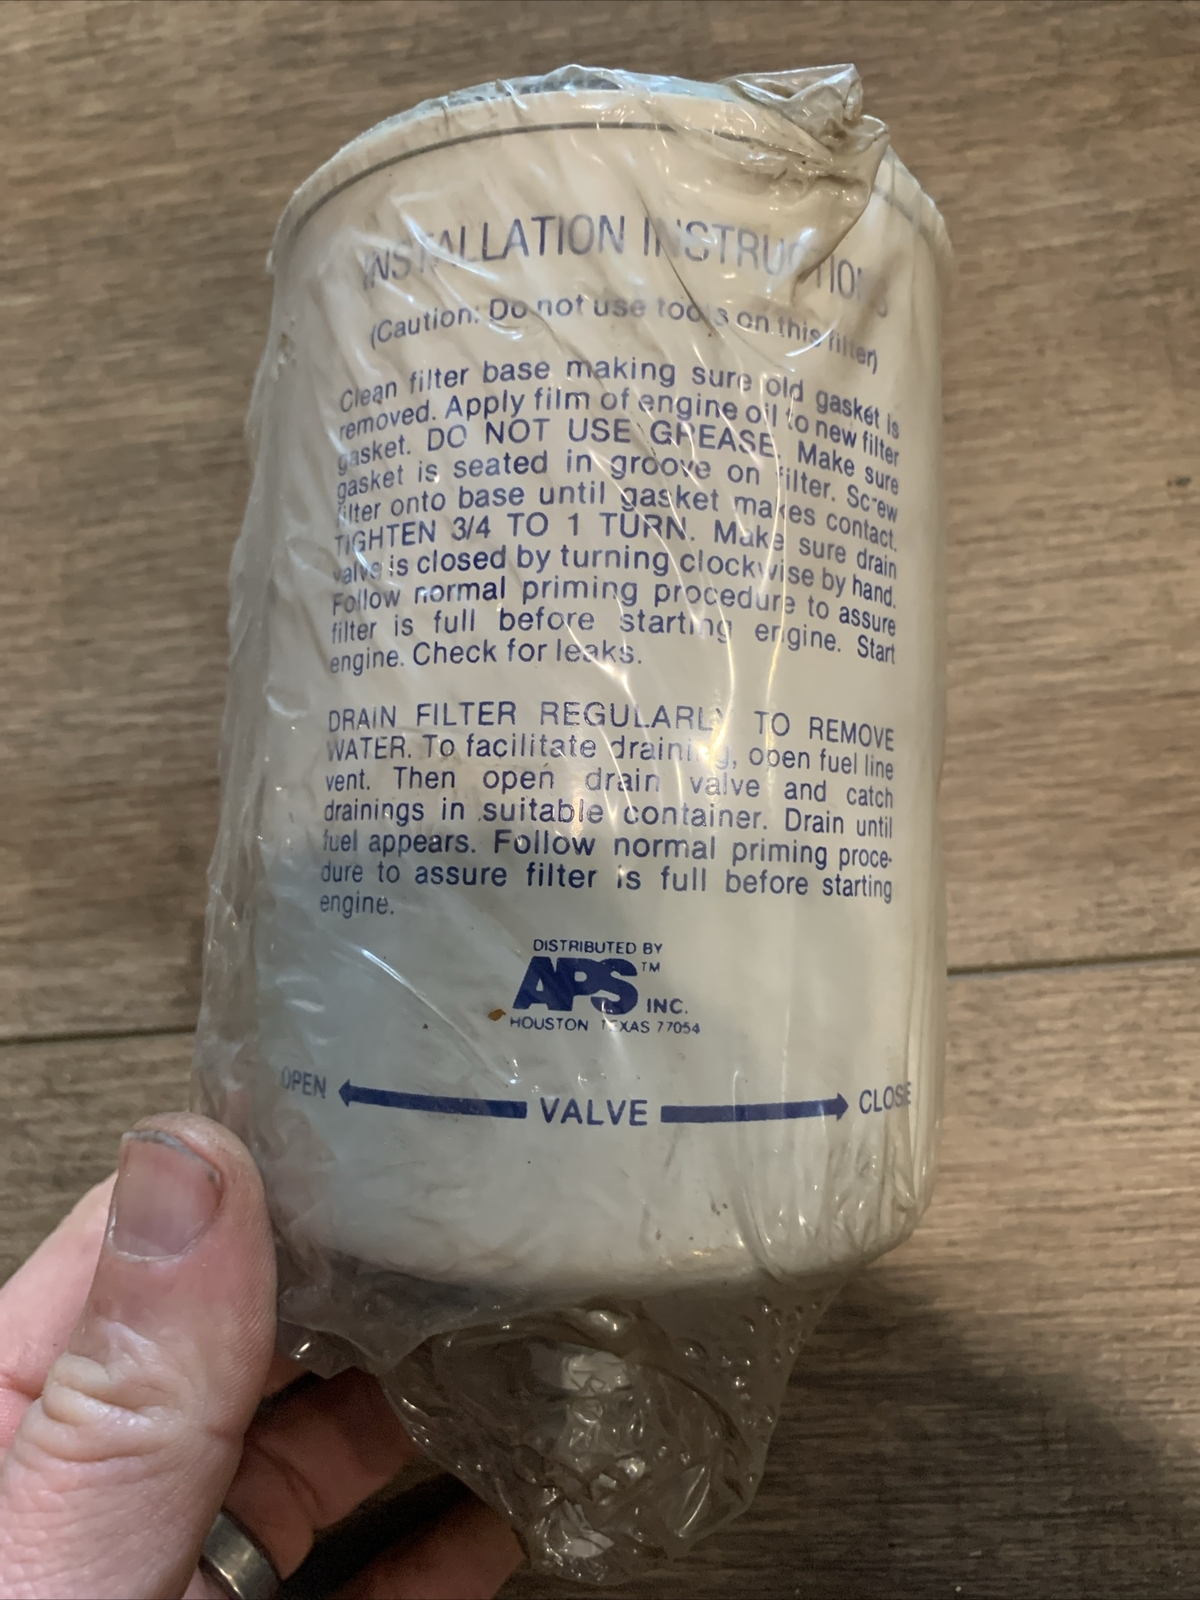 INSTALLATION INSTRUCTIONS
(Caution: Do not use tools on this filter)
Clean filter base making sure old gasket is
removed. Apply film of engine oil to new filter
gasket. DO NOT USE GREASE. Make sure
gasket is seated in groove on filter. Screw
filter onto base until gasket makes contact.
TIGHTEN 3/4 TO 1 TURN. Make sure drain
valve is closed by turning clockwise by hand.
Follow normal priming procedure to assure
filter is full before starting engine. Start
engine. Check for leaks.
DRAIN FILTER REGULARLY TO REMOVE
WATER. To facilitate draining, open fuel line
vent. Then open drain valve and catch
drainings in suitable container. Drain until
fuel appears. Follow normal priming proce-
dure to assure filter is full before starting
engine.
DISTRIBUTED BY
APS™ INC.
HOUSTON TEXAS 77054
OPEN VALVE CLOSE